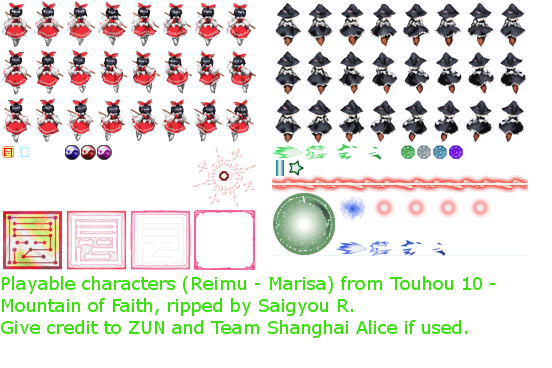 Playable characters (Reimu - Marisa) from Touhou 10 -
Mountain of Faith, ripped by Saigyou R.
Give credit to ZUN and Team Shanghai Alice if used.